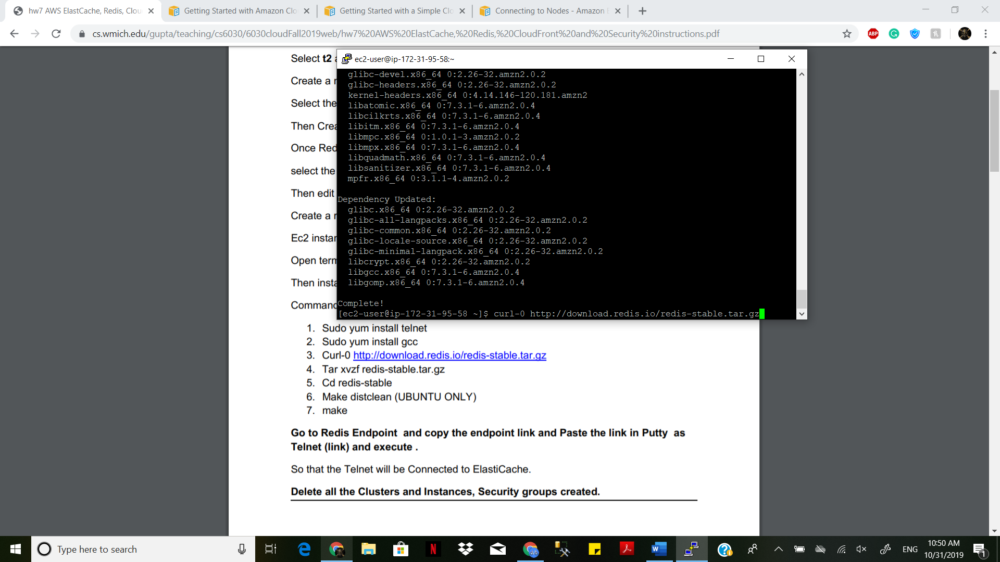 hw7 AWS ElastCache, Redis, Clou
Getting Started with Amazon Clo
Getting Started with a Simple Clo
Connecting to Nodes - Amazon E
cs.wmich.edu/gupta/teaching/cs6030/6030cloudFall2019web/hw7%20AWS%20ElastCache,%20Redis,%20CloudFront%20and%20Security%20instructions.pdf
ABP
Select t2 a
Create a r
Select the
Then Crea
Once Red
select the
Then edit
Create a r
Ec2 instar
Open term
Then insta
Command
ec2-user@ip-172-31-95-58:~
glibc-devel.x86_64 0:2.26-32.amzn2.0.2
glibc-headers.x86_64 0:2.26-32.amzn2.0.2
kernel-headers.x86_64 0:4.14.146-120.181.amzn2
libatomic.x86_64 0:7.3.1-6.amzn2.0.4
libcilkrts.x86_64 0:7.3.1-6.amzn2.0.4
libitm.x86_64 0:7.3.1-6.amzn2.0.4
libmpc.x86_64 0:1.0.1-3.amzn2.0.2
libmpx.x86_64 0:7.3.1-6.amzn2.0.4
libquadmath.x86_64 0:7.3.1-6.amzn2.0.4
libsanitizer.x86_64 0:7.3.1-6.amzn2.0.4
mpfr.x86_64 0:3.1.1-4.amzn2.0.2
Dependency Updated:
glibc.x86_64 0:2.26-32.amzn2.0.2
glibc-all-langpacks.x86_64 0:2.26-32.amzn2.0.2
glibc-common.x86_64 0:2.26-32.amzn2.0.2
glibc-locale-source.x86_64 0:2.26-32.amzn2.0.2
glibc-minimal-langpack.x86_64 0:2.26-32.amzn2.0.2
libcrypt.x86_64 0:2.26-32.amzn2.0.2
libgcc.x86_64 0:7.3.1-6.amzn2.0.4
libgomp.x86_64 0:7.3.1-6.amzn2.0.4
Complete!
[ec2-user@ip-172-31-95-58 ~]$ curl-0 http://download.redis.io/redis-stable.tar.gz
1. Sudo yum install telnet
2. Sudo yum install gcc
3. Curl-0 http://download.redis.io/redis-stable.tar.gz
4. Tar xvzf redis-stable.tar.gz
5. Cd redis-stable
6. Make distclean (UBUNTU ONLY)
7. make
Go to Redis Endpoint and copy the endpoint link and Paste the link in Putty as
Telnet (link) and execute .
So that the Telnet will be Connected to ElastiCache.
Delete all the Clusters and Instances, Security groups created.
Type here to search
ENG
10:50 AM
10/31/2019
1